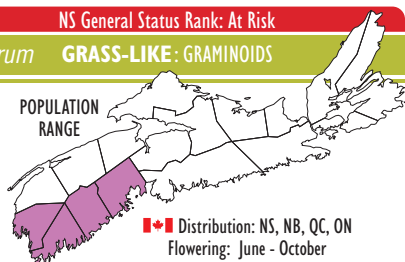 NS General Status Rank: At Risk
GRASS-LIKE: GRAMINOIDS
POPULATION
RANGE
Distribution: NS, NB, QC, ON
Flowering: June - October